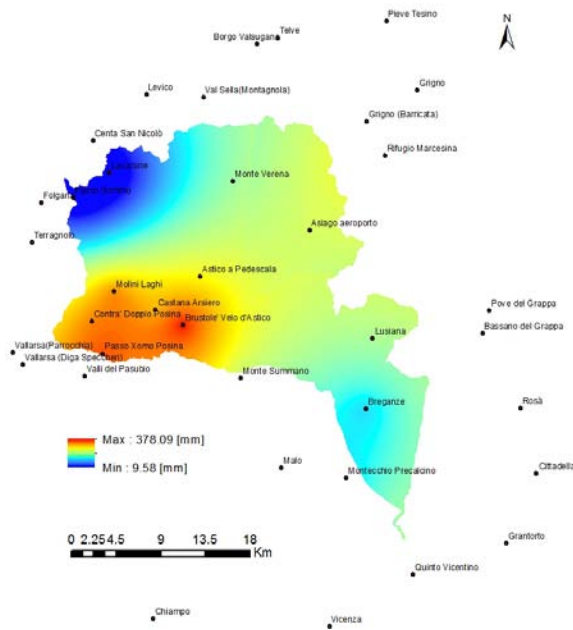 Pieve Tesino
Telve
Borgo Valsugana
N
Levico
Val Sella(Montagnola)
Grigno
Grigno (Barricata)
Centa San Nicolò
Rifugio Marcesina
Monte Verena
Terragnolo
Asiago aeroporto
Astico a Pedescala
Molini Laghi
Castana Arsiero
Contra' Doppio Posina
Brustole' Velo d'Astico
Pove del Grappa
Bassano del Grappa
Lusiana
Vallarsa(Parrocchia)
Passo Xomo Posina
Vallarsa (Diga Speccheri)
Valli del Pasubio
Monte Summano
Breganze
Rosà
Max : 378.09 [mm]
Min : 9.58 [mm]
Malo
Montecchio Precalcino
Cittadella
0 2.25 4.5 9 13.5 18
Km
Grantorto
Quinto Vicentino
Chiampo
Vicenza